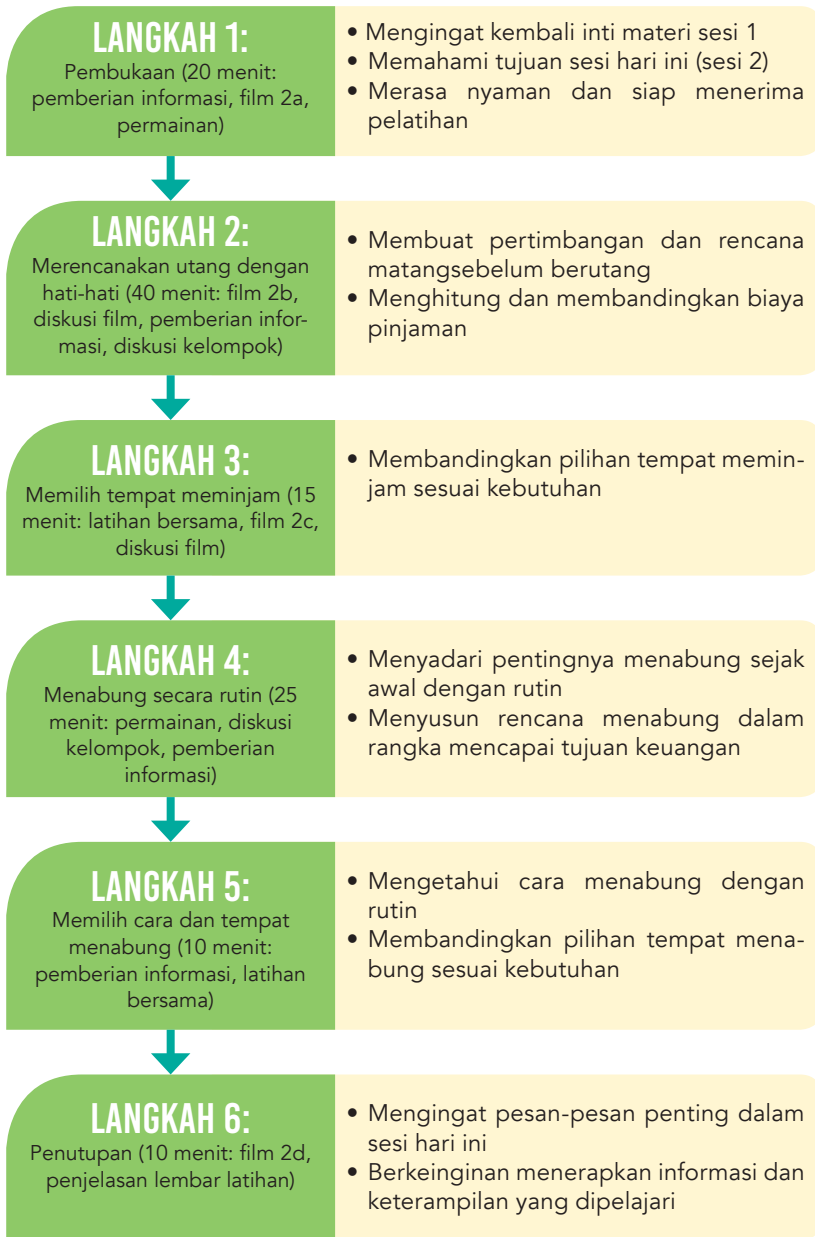 LANGKAH 1:
Pembukaan (20 menit:
pemberian informasi, film 2a,
permainan)
• Mengingat kembali inti materi sesi 1
• Memahami tujuan sesi hari ini (sesi 2)
• Merasa nyaman dan siap menerima
pelatihan
LANGKAH 2:
Merencanakan utang dengan
hati-hati (40 menit: film 2b,
diskusi film, pemberian infor-
masi, diskusi kelompok)
• Membuat pertimbangan dan rencana
matangsebelum berutang
• Menghitung dan membandingkan biaya
pinjaman
LANGKAH 3:
Memilih tempat meminjam (15
menit: latihan bersama, film 2c,
diskusi film)
• Membandingkan pilihan tempat memin-
jam sesuai kebutuhan
LANGKAH 4:
Menabung secara rutin (25
menit: permainan, diskusi
kelompok, pemberian
informasi)
• Menyadari pentingnya menabung sejak
awal dengan rutin
• Menyusun rencana menabung dalam
rangka mencapai tujuan keuangan
LANGKAH 5:
Memilih cara dan tempat
menabung (10 menit:
pemberian informasi, latihan
bersama)
• Mengetahui cara menabung dengan
rutin
• Membandingkan pilihan tempat mena-
bung sesuai kebutuhan
LANGKAH 6:
Penutupan (10 menit: film 2d,
penjelasan lembar latihan)
• Mengingat pesan-pesan penting dalam
sesi hari ini
• Berkeinginan menerapkan informasi dan
keterampilan yang dipelajari